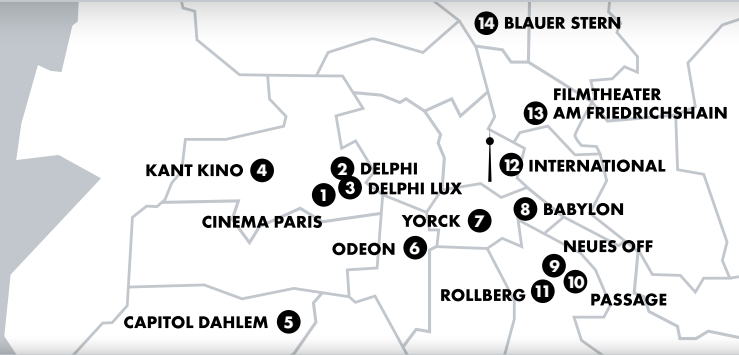 14 BLAUER STERN
FILMTHEATER
13 AM FRIEDRICHSHAIN
12 INTERNATIONAL
KANT KINO 4
2 DELPHI
3 DELPHI LUX
1
CINEMA PARIS
8 BABYLON
YORCK 7
ODEON 6
NEUES OFF
9
10
PASSAGE
ROLLBERG 11
CAPITOL DAHLEM 5